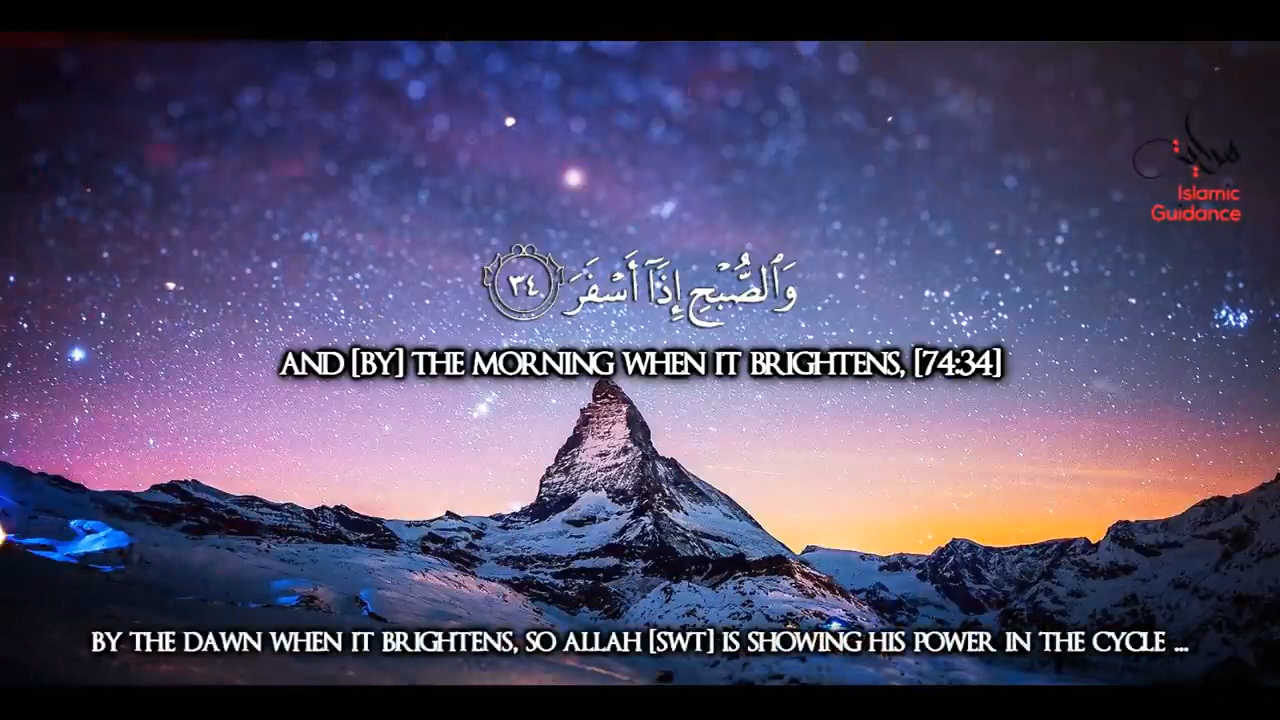 هداية
Islamic
Guidance
وَٱلصُّبْحِ إِذَآ أَسْفَرَ ٣٤
AND [BY] THE MORNING WHEN IT BRIGHTENS, [74:34]
BY THE DAWN WHEN IT BRIGHTENS, SO ALLAH [SWT] IS SHOWING HIS POWER IN THE CYCLE ...